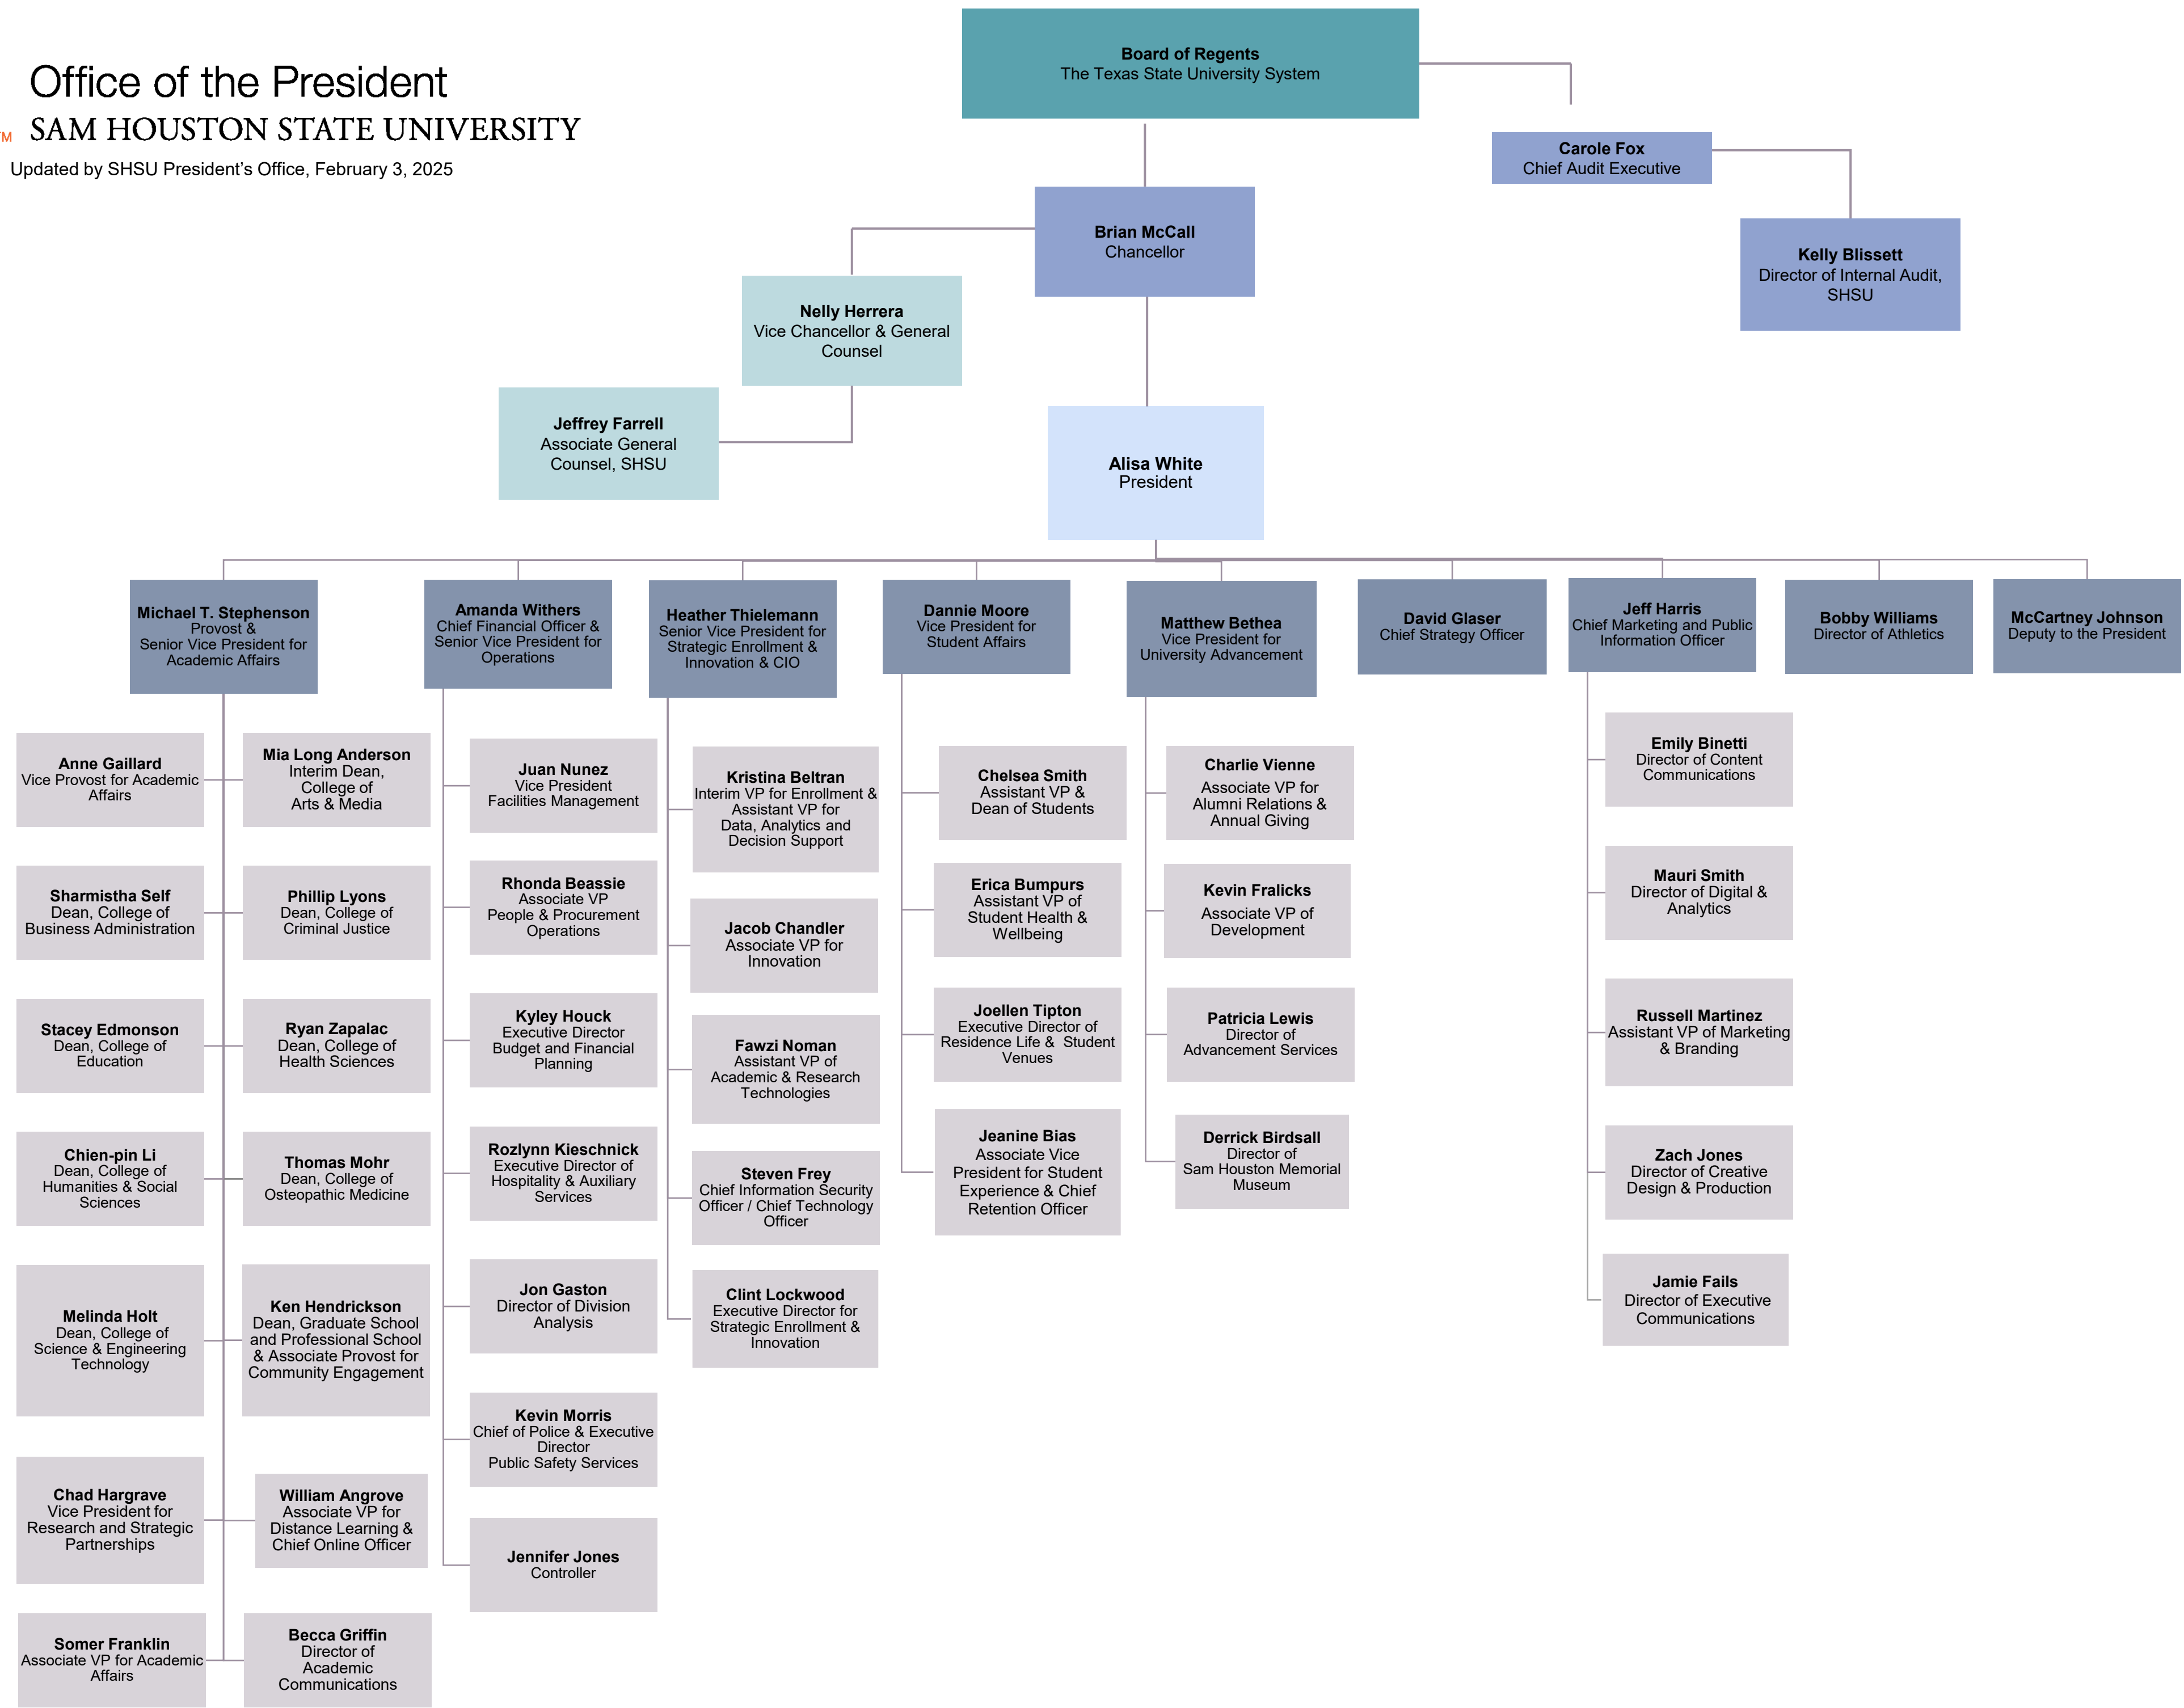 Office of the President
TM
SAM HOUSTON STATE UNIVERSITY
Updated by SHSU President’s Office, February 3, 2025
Board of Regents
The Texas State University System
Carole Fox
Chief Audit Executive
Kelly Blissett
Director of Internal Audit,
SHSU
Brian McCall
Chancellor
Nelly Herrera
Vice Chancellor & General
Counsel
Jeffrey Farrell
Associate General
Counsel, SHSU
Alisa White
President
Michael T. Stephenson
Provost &
Senior Vice President for
Academic Affairs
Amanda Withers
Chief Financial Officer &
Senior Vice President for
Operations
Heather Thielemann
Senior Vice President for
Strategic Enrollment &
Innovation & CIO
Dannie Moore
Vice President for
Student Affairs
Matthew Bethea
Vice President for
University Advancement
David Glaser
Chief Strategy Officer
Jeff Harris
Chief Marketing and Public
Information Officer
Bobby Williams
Director of Athletics
McCartney Johnson
Deputy to the President
Anne Gaillard
Vice Provost for Academic
Affairs
Mia Long Anderson
Interim Dean,
College of
Arts & Media
Sharmistha Self
Dean, College of
Business Administration
Phillip Lyons
Dean, College of
Criminal Justice
Stacey Edmonson
Dean, College of
Education
Ryan Zapalac
Dean, College of
Health Sciences
Chien-pin Li
Dean, College of
Humanities & Social
Sciences
Thomas Mohr
Dean, College of
Osteopathic Medicine
Melinda Holt
Dean, College of
Science & Engineering
Technology
Ken Hendrickson
Dean, Graduate School
and Professional School
& Associate Provost for
Community Engagement
Chad Hargrave
Vice President for
Research and Strategic
Partnerships
William Angrove
Associate VP for
Distance Learning &
Chief Online Officer
Somer Franklin
Associate VP for Academic
Affairs
Becca Griffin
Director of
Academic
Communications
Juan Nunez
Vice President
Facilities Management
Rhonda Beassie
Associate VP
People & Procurement
Operations
Kyley Houck
Executive Director
Budget and Financial
Planning
Rozlynn Kieschnick
Executive Director of
Hospitality & Auxiliary
Services
Jon Gaston
Director of Division
Analysis
Kevin Morris
Chief of Police & Executive
Director
Public Safety Services
Jennifer Jones
Controller
Kristina Beltran
Interim VP for Enrollment &
Assistant VP for
Data, Analytics and
Decision Support
Jacob Chandler
Associate VP for
Innovation
Fawzi Noman
Assistant VP of
Academic & Research
Technologies
Steven Frey
Chief Information Security
Officer / Chief Technology
Officer
Clint Lockwood
Executive Director for
Strategic Enrollment &
Innovation
Chelsea Smith
Assistant VP &
Dean of Students
Erica Bumpurs
Assistant VP of
Student Health &
Wellbeing
Joellen Tipton
Executive Director of
Residence Life & Student
Venues
Jeanine Bias
Associate Vice
President for Student
Experience & Chief
Retention Officer
Charlie Vienne
Associate VP for
Alumni Relations &
Annual Giving
Kevin Fralicks
Associate VP of
Development
Patricia Lewis
Director of
Advancement Services
Derrick Birdsall
Director of
Sam Houston Memorial
Museum
Emily Binetti
Director of Content
Communications
Mauri Smith
Director of Digital &
Analytics
Russell Martinez
Assistant VP of Marketing
& Branding
Zach Jones
Director of Creative
Design & Production
Jamie Fails
Director of Executive
Communications